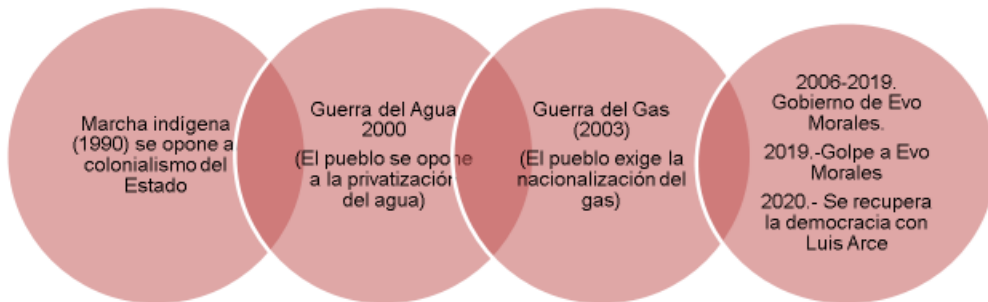 Marcha indígena
(1990) se opone a
colonialismo del
Estado
Guerra del Agua
2000
(El pueblo se opone
a la privatización
del agua)
Guerra del Gas
(2003)
(El pueblo exige la
nacionalización del
gas)
2006-2019.
Gobierno de Evo
Morales.
2019.-Golpe a Evo
Morales
2020.- Se recupera
la democracia con
Luis Arce